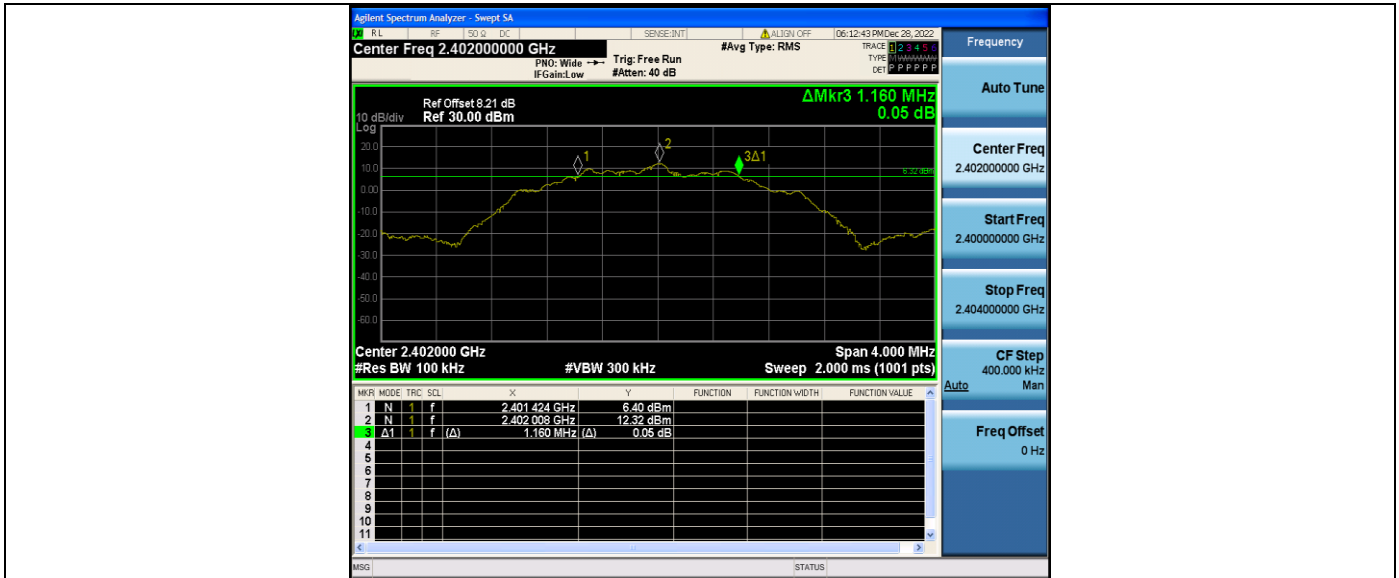 Agilent Spectrum Analyzer - Swept SA
RL RF 50 Ω DC SENSE:INT ALIGN OFF 06:12:43 PM Dec 28, 2022
Center Freq 2.402000000 GHz
#Avg Type: RMS
TRACE 1 2 3 4 5 6
PNO: Wide
Trig: Free Run
TYPE M
IFGain:Low
#Atten: 40 dB
DET P P P P P P
Frequency
ΔMkr3 1.160 MHz
0.05 dB
Ref Offset 8.21 dB
10 dB/div Ref 30.00 dBm
Log
20.0
10.0
0.00
-10.0
-20.0
-30.0
-40.0
-50.0
-60.0
1
2
3Δ1
6.32 dBm
Center 2.402000 GHz Span 4.000 MHz
#Res BW 100 kHz #VBW 300 kHz Sweep 2.000 ms (1001 pts)
MKR MODE TRC SCL X Y FUNCTION FUNCTION WIDTH FUNCTION VALUE
1 N 1 f 2.401 424 GHz 6.40 dBm
2 N 1 f 2.402 008 GHz 12.32 dBm
3 Δ1 1 f (Δ) 1.160 MHz (Δ) 0.05 dB
4
5
6
7
8
9
10
11
Auto Tune
Center Freq
2.402000000 GHz
Start Freq
2.400000000 GHz
Stop Freq
2.404000000 GHz
CF Step
400.000 kHz
Auto Man
Freq Offset
0 Hz
MSG STATUS